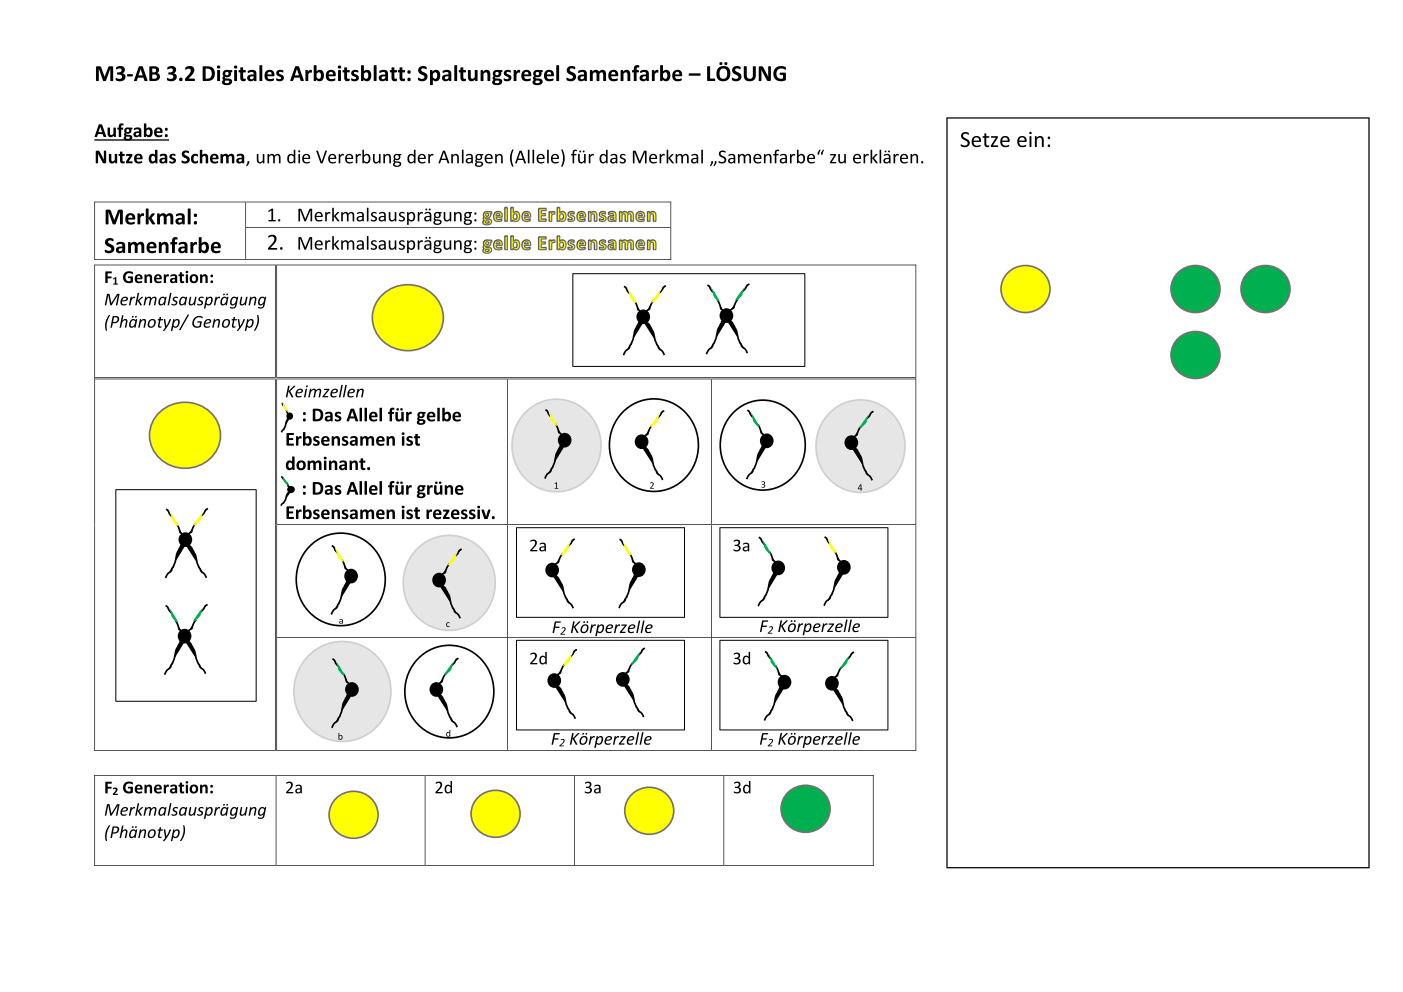 M3-AB 3.2 Digitales Arbeitsblatt: Spaltungsregel Samenfarbe – LÖSUNG
Aufgabe:
Nutze das Schema, um die Vererbung der Anlagen (Allele) für das Merkmal „Samenfarbe“ zu erklären.
Setze ein:
Merkmal:
Samenfarbe
1. Merkmalsausprägung: gelbe Erbsensamen
2. Merkmalsausprägung: gelbe Erbsensamen
F₁ Generation:
Merkmalsausprägung
(Phänotyp/ Genotyp)
Keimzellen
: Das Allel für gelbe
Erbsensamen ist
dominant.
: Das Allel für grüne
Erbsensamen ist rezessiv.
1
2
3
4
a
c
2a
F₂ Körperzelle
3a
F₂ Körperzelle
b
d
2d
F₂ Körperzelle
3d
F₂ Körperzelle
F₂ Generation:
Merkmalsausprägung
(Phänotyp)
2a
2d
3a
3d